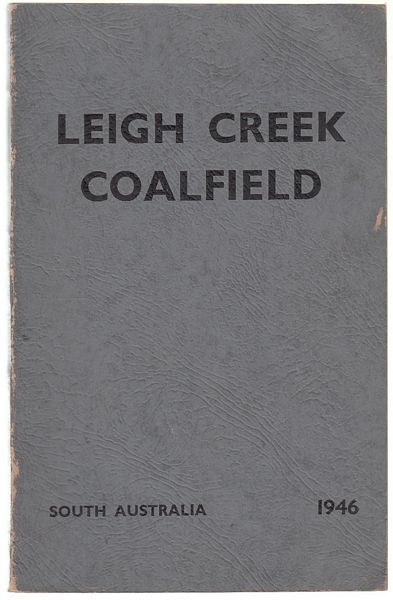 LEIGH CREEK
COALFIELD
SOUTH AUSTRALIA 1946